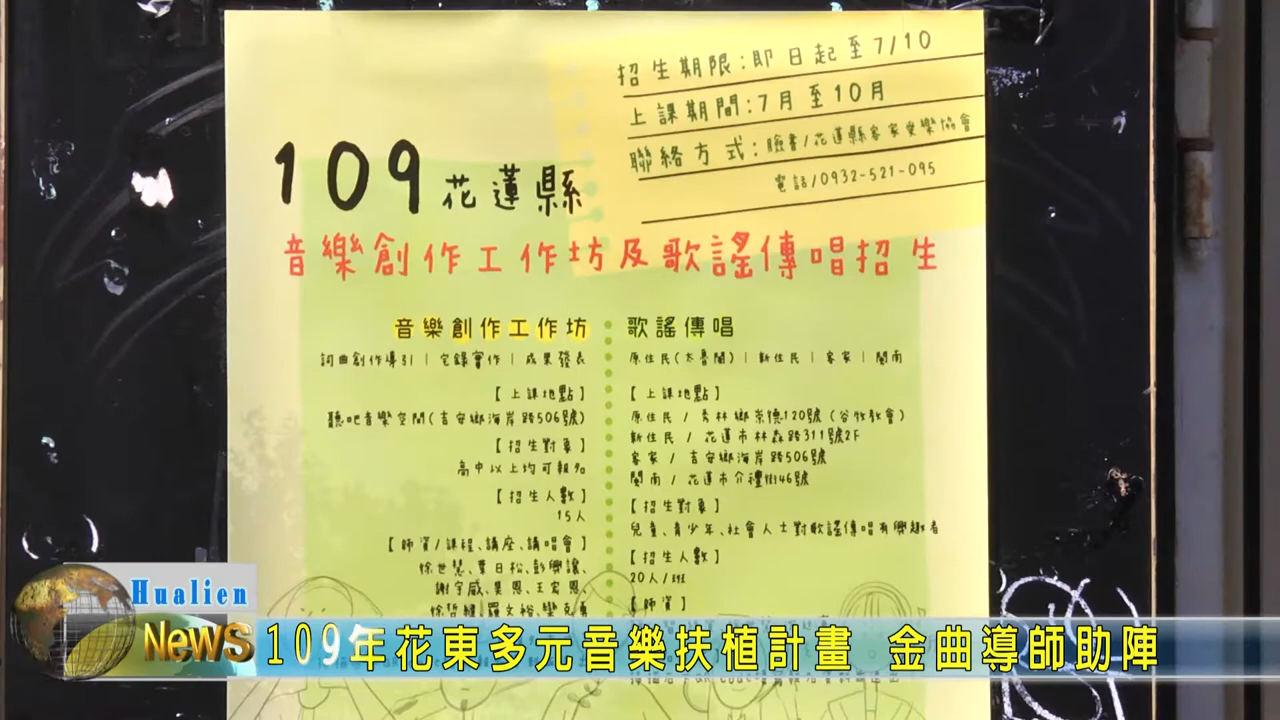 招生期限:即日起至7/10
上課期間:7月至10月
聯絡方式:臉書/花蓮縣客家愛樂協會
電話/0932-521-095
109花蓮縣
音樂創作工作坊及歌謠傳唱招生
音樂創作工作坊
詞曲創作導引 | 它錄實作 | 成果發表
【上課地點】
聽吧音樂空間(吉安鄉海岸路506號)
【招生對象】
高中以上均可報名
【招生人數】
15人
【師資/課程、講座、講唱會】
徐世慧、葉日松、彭興讓、
謝宇威、吳恩、王宏恩、
羅文裕、
歌謠傳唱
原住民(太魯閣) | 新住民 | 客家 | 閩南
【上課地點】
原住民 / 秀林鄉崇德120號 (谷牧教會)
新住民 / 花蓮市林森路311號2F
客家 / 吉安鄉海岸路506號
閩南 / 花蓮市介禮街46號
【招生對象】
兒童、青少年、社會人士對歌謠傳唱有興趣者
【招生人數】
20人/班
【師資】
Hualien
News
109年花東多元音樂扶植計畫 金曲導師助陣